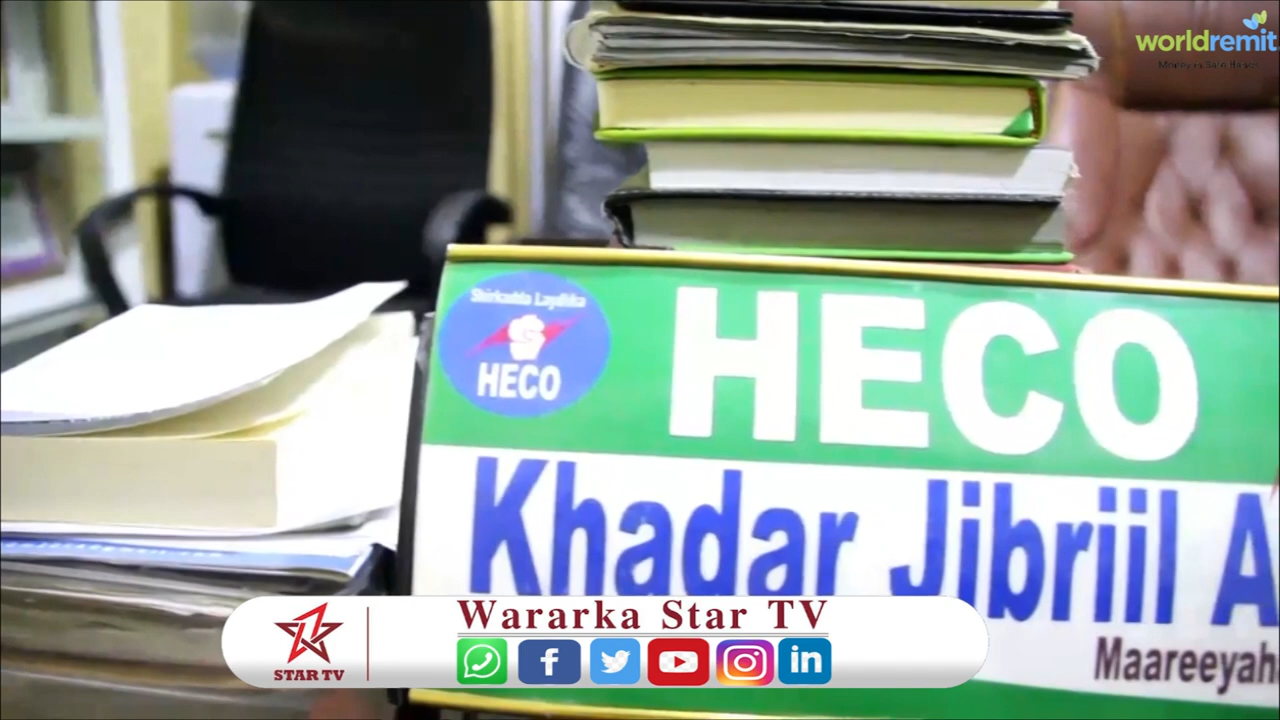 worldremit
Shirkadda Laydhka
HECO
HECO
Khadar Jibriil A
Maareeyah
Wararka Star TV
STAR TV